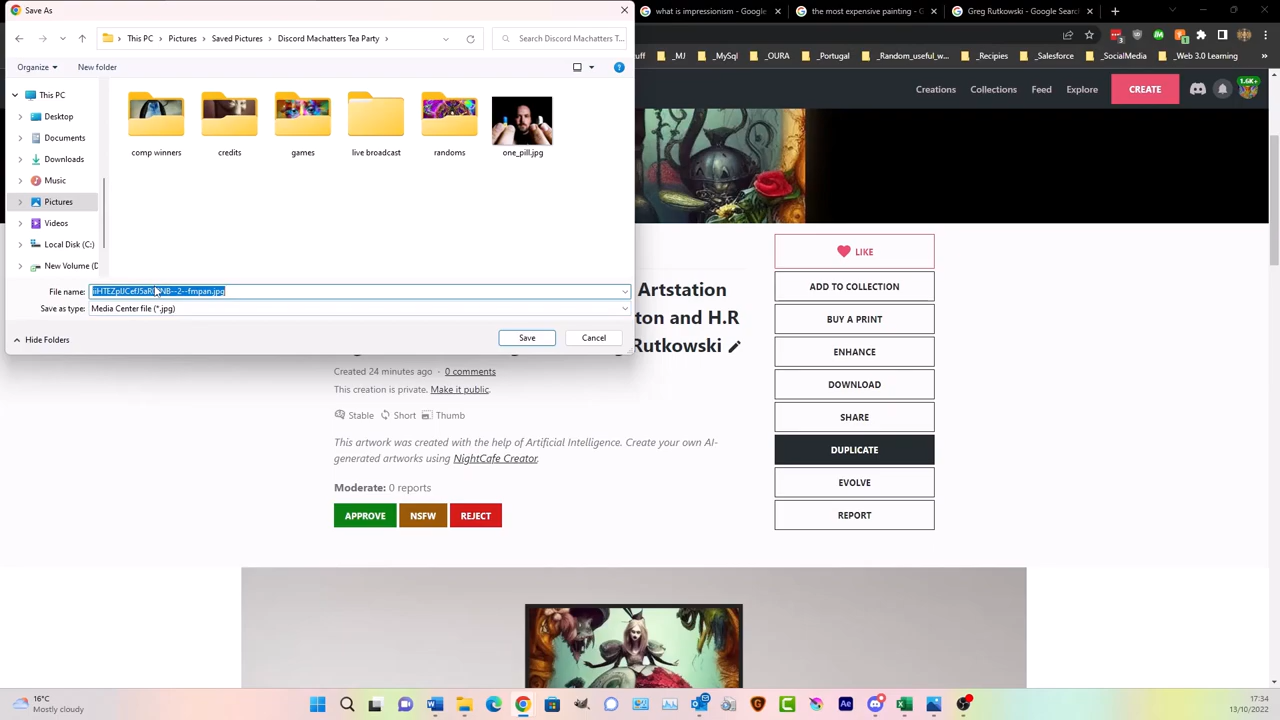 Save As
what is impressionism - Google
the most expensive painting -
Greg Rutkowski - Google Search
This PC > Pictures > Saved Pictures > Discord Machatters Tea Party >
Search Discord Machatters T...
_MJ
_MySql
_OURA
_Portugal
_Random_useful_w...
_Recipies
_Salesforce
_SocialMedia
_Web 3.0 Learning
Organize
New folder
Creations
Collections
Feed
Explore
CREATE
1.6K+
This PC
Desktop
Documents
Downloads
Music
Pictures
Videos
Local Disk (C:)
New Volume (D
comp winners
credits
games
live broadcast
randoms
one_pill.jpg
File name:
Save as type:
Media Center file (*.jpg)
Hide Folders
Save
Cancel
Artstation
ton and H.R
Rutkowski
Created 24 minutes ago - 0 comments
This creation is private. Make it public.
Stable
Short
Thumb
This artwork was created with the help of Artificial Intelligence. Create your own AI-
generated artworks using NightCafe Creator.
Moderate: 0 reports
APPROVE
NSFW
REJECT
LIKE
ADD TO COLLECTION
BUY A PRINT
ENHANCE
DOWNLOAD
SHARE
DUPLICATE
EVOLVE
REPORT
16°C
Mostly cloudy
17:34
13/10/2022